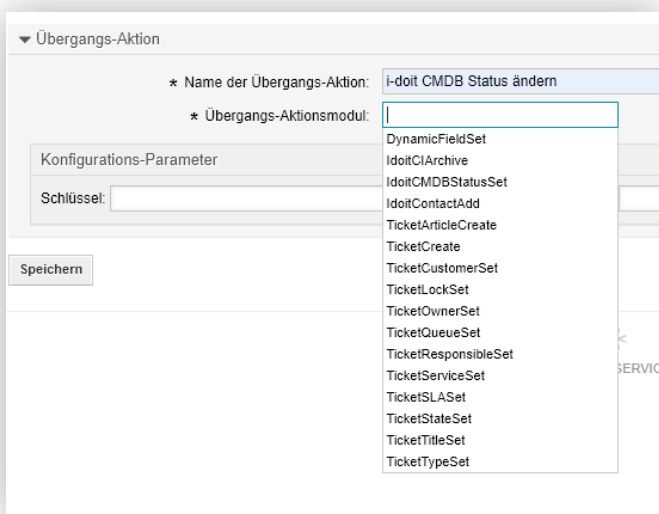 Übergangs-Aktion
* Name der Übergangs-Aktion: i-doit CMDB Status ändern
* Übergangs-Aktionsmodul:
DynamicFieldSet
Konfigurations-Parameter
IdoitCIArchive
IdoitCMDBStatusSet
Schlüssel:
IdoitContactAdd
TicketArticleCreate
TicketCreate
Speichern
TicketCustomerSet
TicketLockSet
TicketOwnerSet
TicketQueueSet
TicketResponsibleSet
TicketServiceSet
TicketSLASet
TicketStateSet
TicketTitleSet
TicketTypeSet